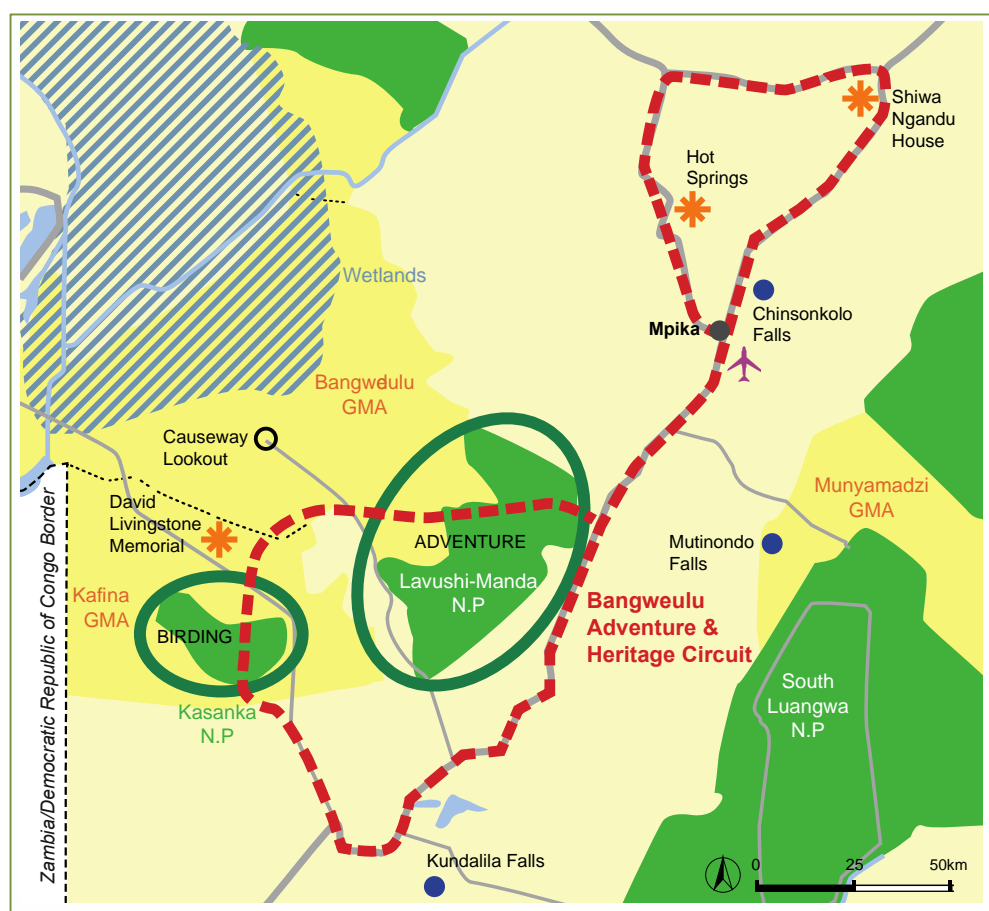 Shiwa
Ngandu
House
Hot
Springs
Wetlands
Chinsonkolo
Falls
Mpika
Bangweulu
GMA
Causeway
Lookout
Munyamadzi
GMA
David
Livingstone
Memorial
ADVENTURE
Mutinondo
Falls
Lavushi-Manda
N.P
Kafina
GMA
BIRDING
Bangweulu
Adventure &
Heritage Circuit
Kasanka
N.P
South
Luangwa
N.P
Zambia/Democratic Republic of Congo Border
Kundalila Falls
0
25
50km